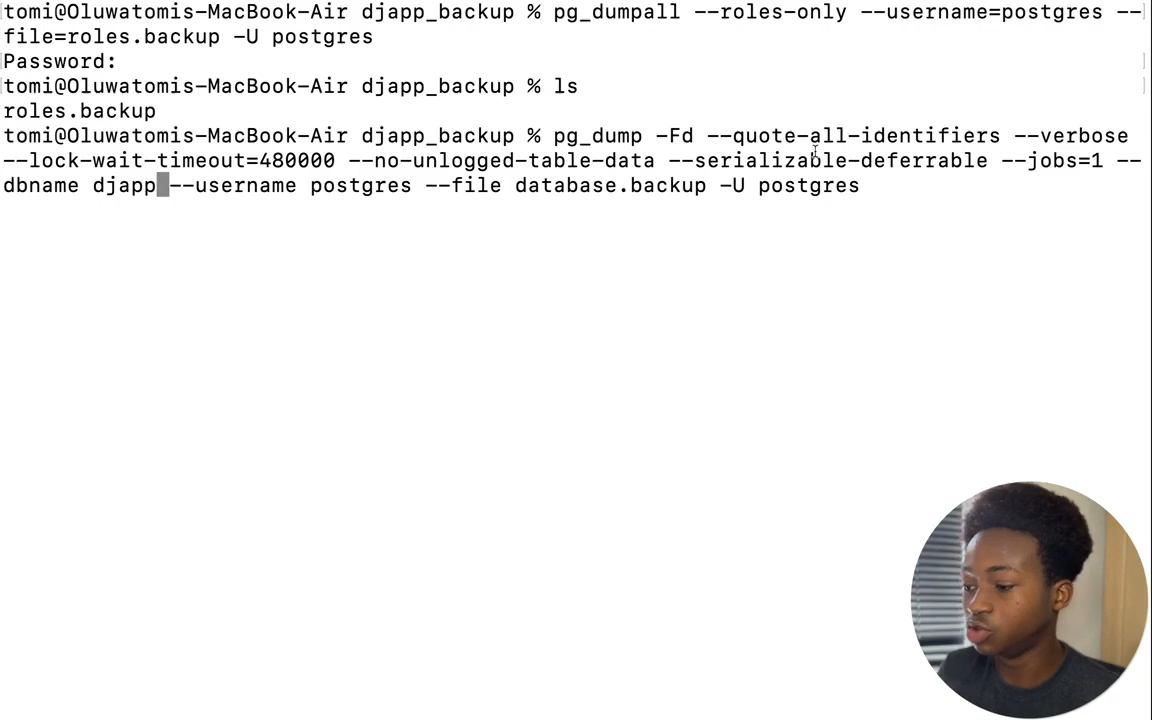 tomi@Oluwatomis-MacBook-Air djapp_backup % pg_dumpall --roles-only --username=postgres --
file=roles.backup -U postgres
Password:
tomi@Oluwatomis-MacBook-Air djapp_backup % ls
roles.backup
tomi@Oluwatomis-MacBook-Air djapp_backup % pg_dump -Fd --quote-all-identifiers --verbose
--lock-wait-timeout=480000 --no-unlogged-table-data --serializable-deferrable --jobs=1 --
dbname djapp --username postgres --file database.backup -U postgres